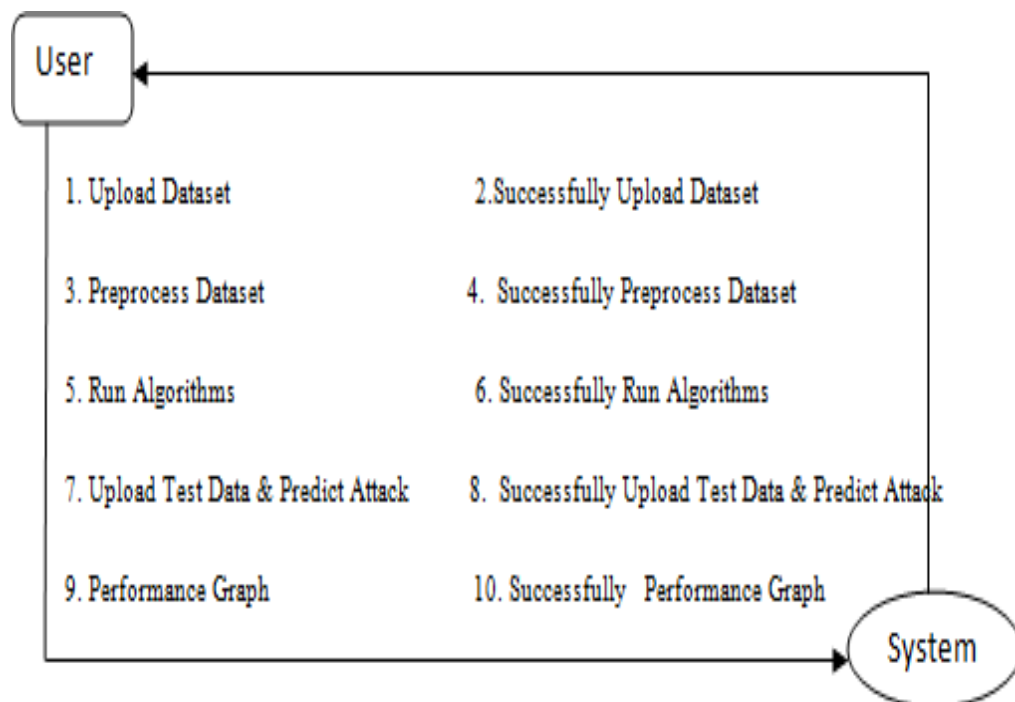 User
1. Upload Dataset
2.Successfully Upload Dataset
3. Preprocess Dataset
4. Successfully Preprocess Dataset
5. Run Algorithms
6. Successfully Run Algorithms
7. Upload Test Data & Predict Attack
8. Successfully Upload Test Data & Predict Attack
9. Performance Graph
10. Successfully Performance Graph
System